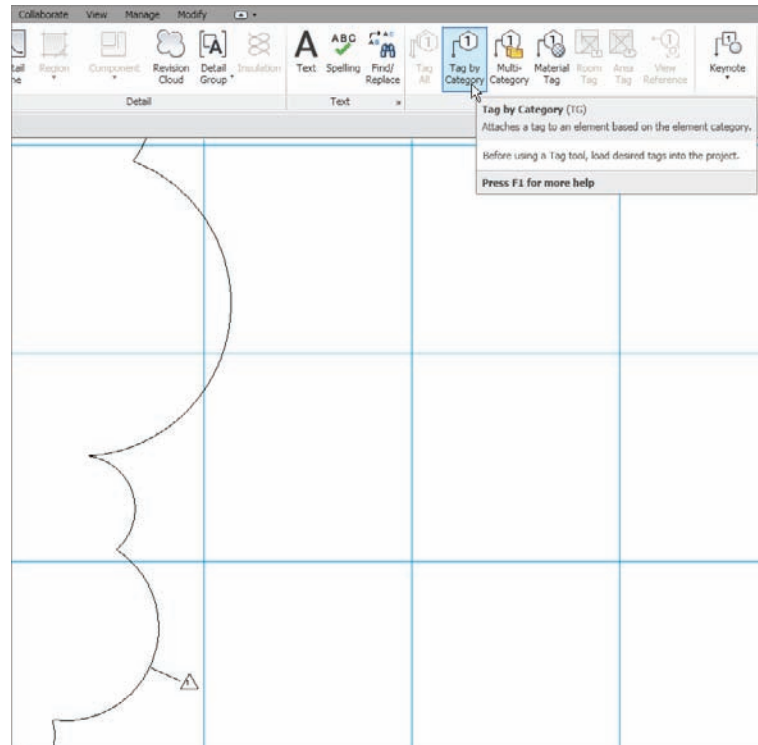 Collaborate View Manage Modify
Region Component Revision Cloud Detail Group Insulation Text Spelling Find/ Replace Tag All Tag by Category Multi- Category Material Tag Room Tag Area Tag View Reference Keynote
Detail Text
Tag by Category (TG)
Attaches a tag to an element based on the element category.
Before using a Tag tool, load desired tags into the project.
Press F1 for more help
1